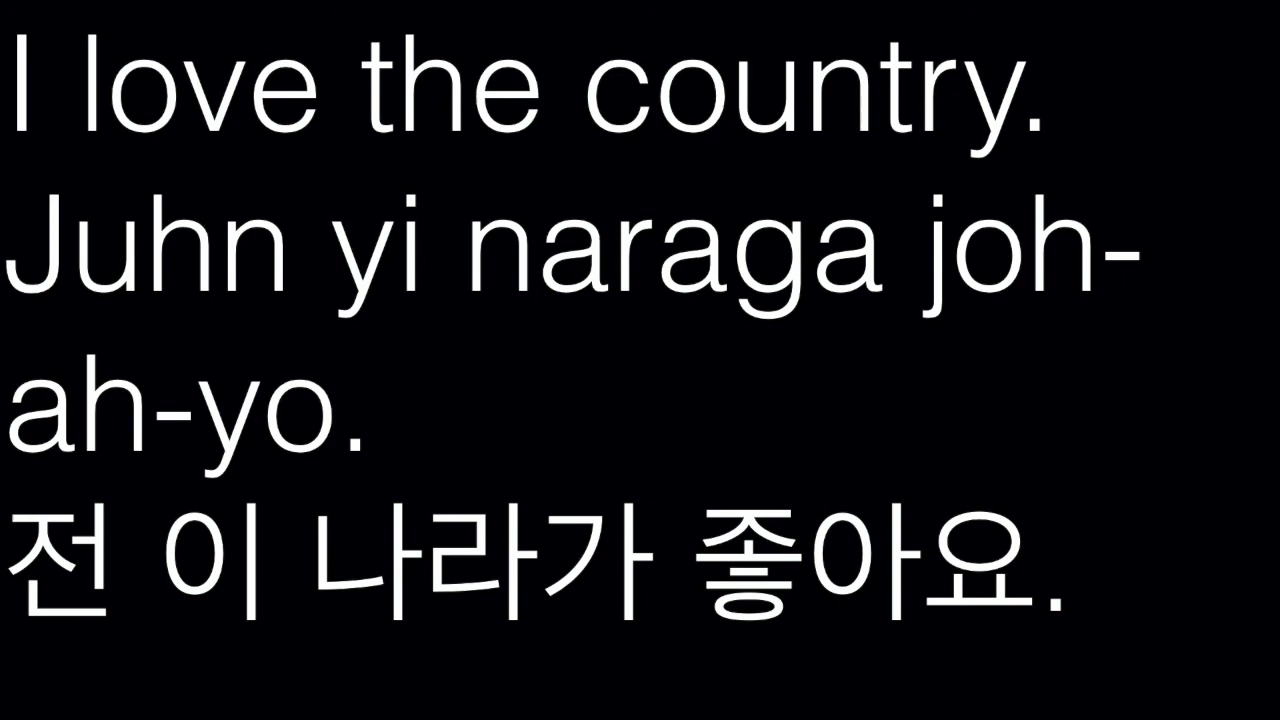 I love the country.
Juhn yi naraga joh-
ah-yo.
전 이 나라가 좋아요.